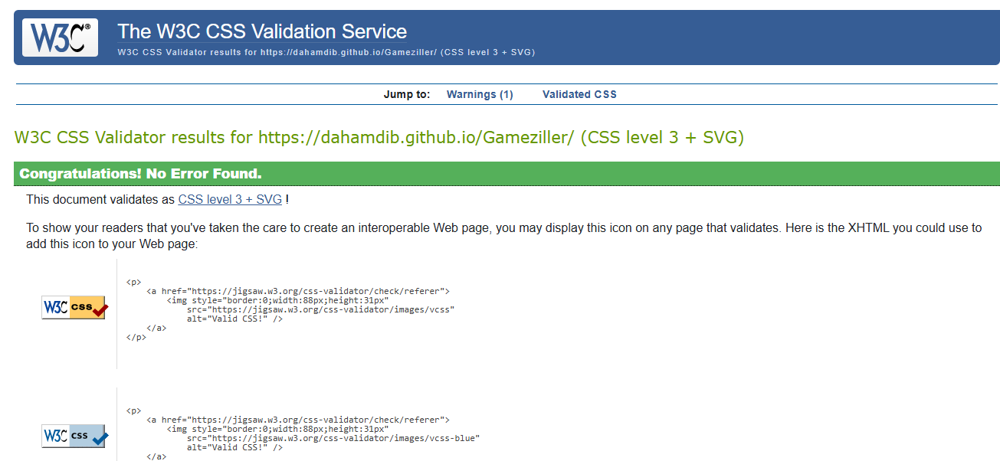 W3C®
The W3C CSS Validation Service
W3C CSS Validator results for https://dahamdib.github.io/Gameziller/ (CSS level 3 + SVG)
Jump to: Warnings (1) Validated CSS
W3C CSS Validator results for https://dahamdib.github.io/Gameziller/ (CSS level 3 + SVG)
Congratulations! No Error Found.
This document validates as CSS level 3 + SVG !
To show your readers that you've taken the care to create an interoperable Web page, you may display this icon on any page that validates. Here is the XHTML you could use to
add this icon to your Web page:
<p>
<a href="https://jigsaw.w3.org/css-validator/check/referer">
<img style="border:0;width:88px;height:31px"
W3C css
src="https://jigsaw.w3.org/css-validator/images/vcss"
alt="Valid CSS!" />
</a>
</p>
<p>
<a href="https://jigsaw.w3.org/css-validator/check/referer">
<img style="border:0;width:88px;height:31px"
W3C css
src="https://jigsaw.w3.org/css-validator/images/vcss-blue"
alt="Valid CSS!" />
</a>